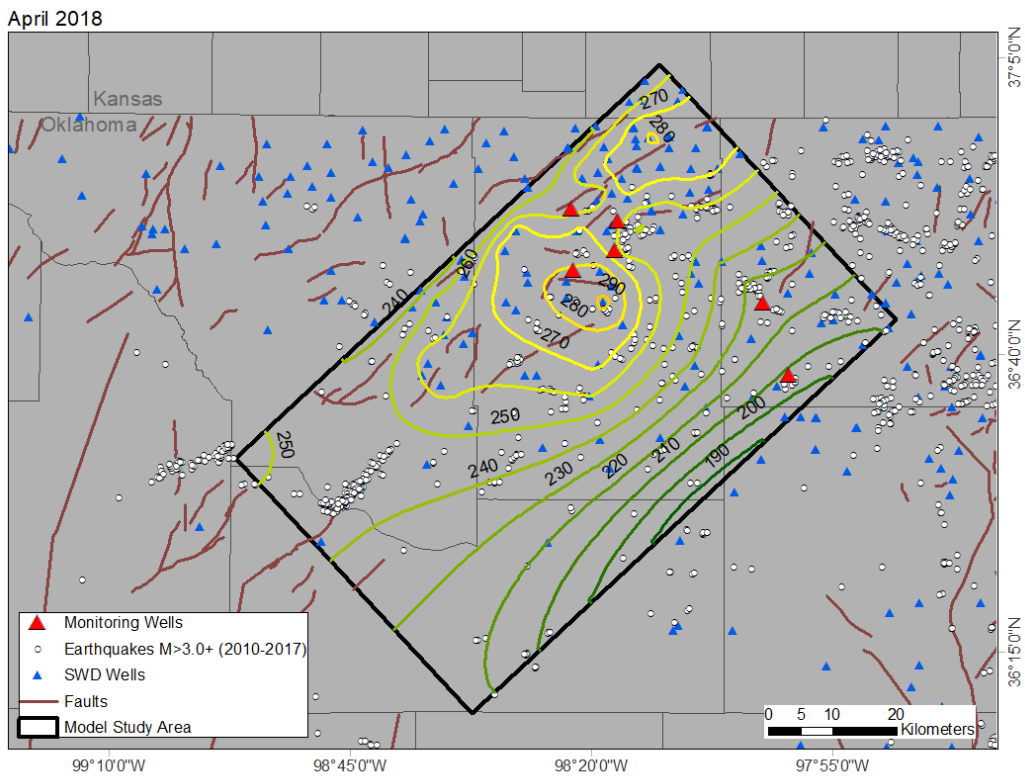 April 2018
37°5'0"N
Kansas
Oklahoma
270
280
260
290
240
280
270
36°40'0"N
250
200
250
240
230
220
210
190
Monitoring Wells
Earthquakes M>3.0+ (2010-2017)
SWD Wells
Faults
Model Study Area
36°15'0"N
0 5 10 20
Kilometers
99°10'0"W
98°45'0"W
98°20'0"W
97°55'0"W